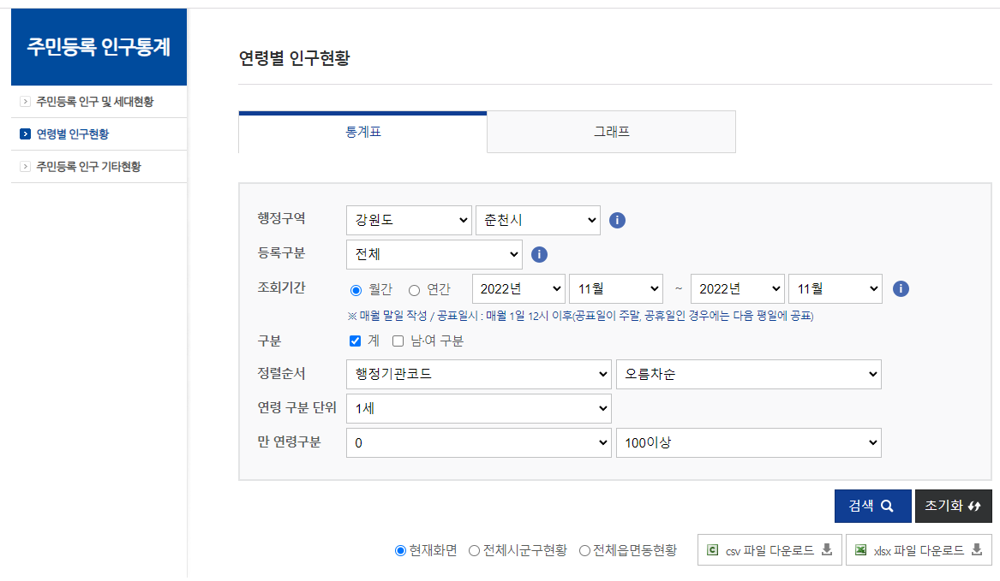 주민등록 인구통계
주민등록 인구 및 세대현황
연령별 인구현황
주민등록 인구 기타현황
연령별 인구현황
통계표 그래프
행정구역 강원도 춘천시
등록구분 전체
조회기간 월간 연간 2022년 11월 ~ 2022년 11월
※ 매월 말일 작성 / 공표일시 : 매월 1일 12시 이후(공표일이 주말, 공휴일인 경우에는 다음 평일에 공표)
구분 계 남·여 구분
정렬순서 행정기관코드 오름차순
연령 구분 단위 1세
만 연령구분 0 100이상
검색 초기화
현재화면 전체시군구현황 전체읍면동현황 csv 파일 다운로드 xlsx 파일 다운로드